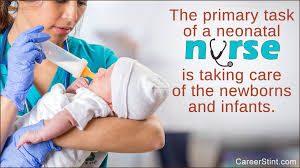 The primary task
of a neonatal
nurse
is taking care
of the newborns
and infants.
CareerStint.com